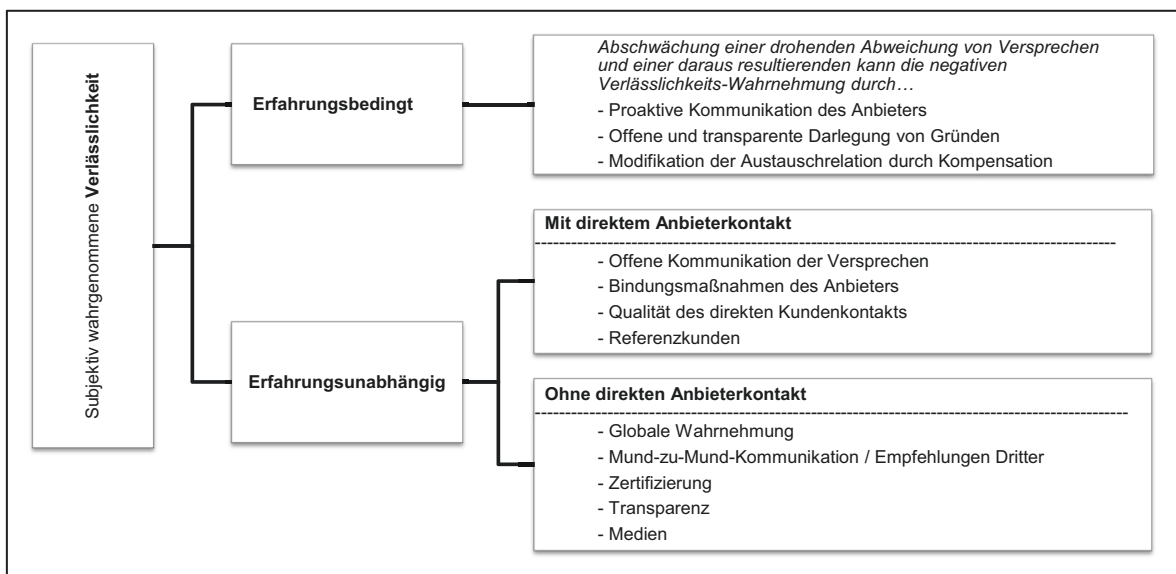 Subjektiv wahrgenommene Verlässlichkeit
Erfahrungsbedingt
Abschwächung einer drohenden Abweichung von Versprechen
und einer daraus resultierenden kann die negativen
Verlässlichkeits-Wahrnehmung durch…
- Proaktive Kommunikation des Anbieters
- Offene und transparente Darlegung von Gründen
- Modifikation der Austauschrelation durch Kompensation
Erfahrungsunabhängig
Mit direktem Anbieterkontakt
- Offene Kommunikation der Versprechen
- Bindungsmaßnahmen des Anbieters
- Qualität des direkten Kundenkontakts
- Referenzkunden
Ohne direkten Anbieterkontakt
- Globale Wahrnehmung
- Mund-zu-Mund-Kommunikation / Empfehlungen Dritter
- Zertifizierung
- Transparenz
- Medien